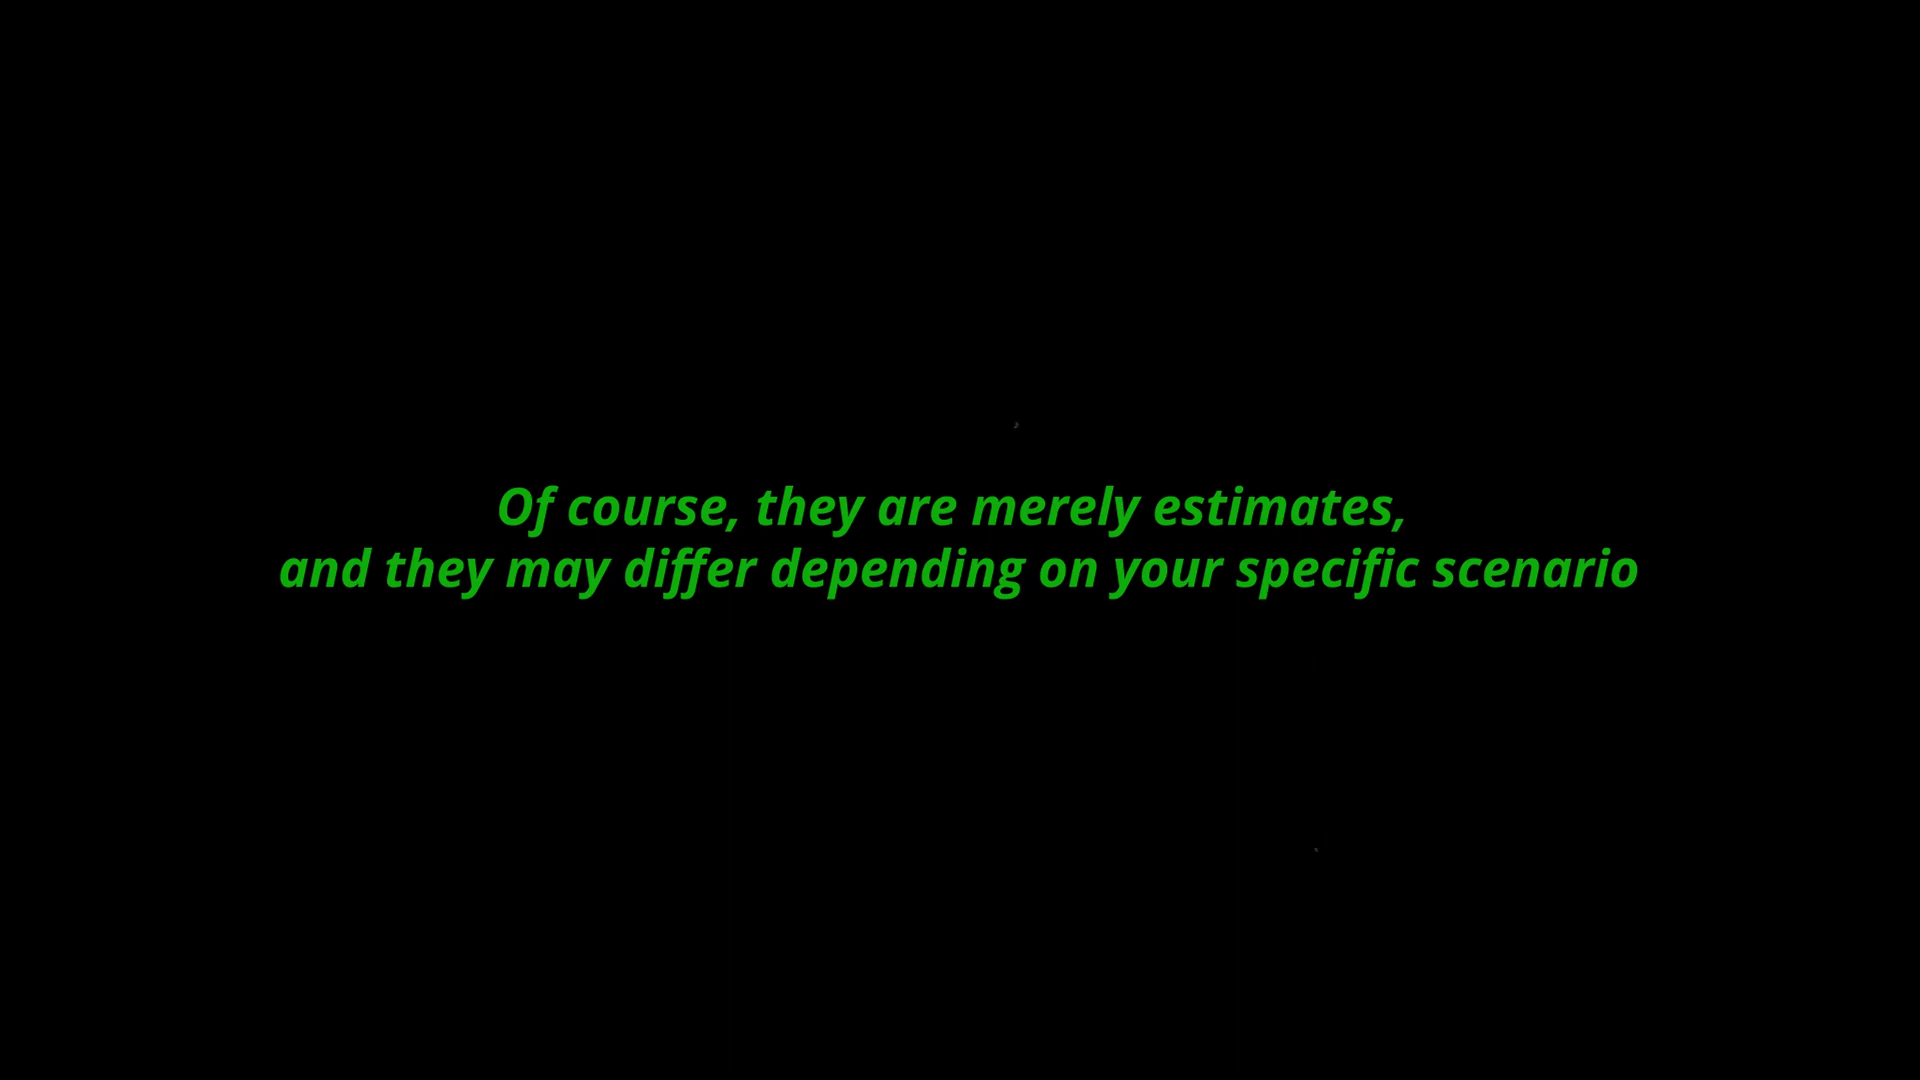 Of course, they are merely estimates,
and they may differ depending on your specific scenario